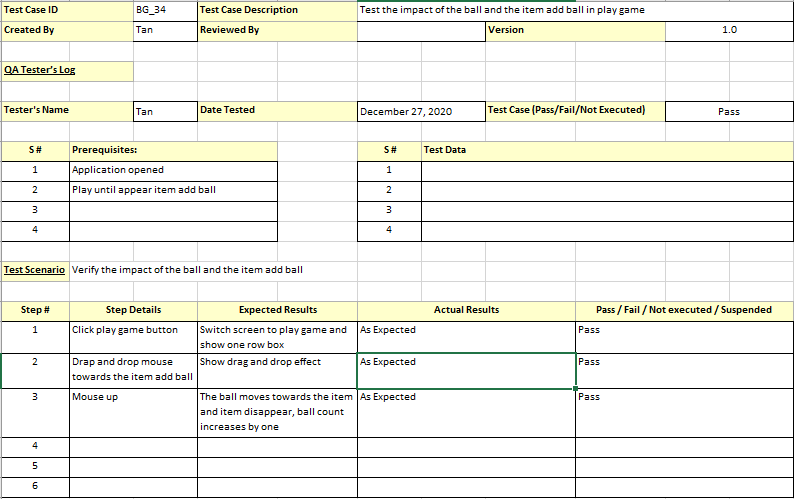 Test Case ID BG_34 Test Case Description Test the impact of the ball and the item add ball in play game
Created By Tan Reviewed By Version 1.0
QA Tester's Log
Tester's Name Tan Date Tested December 27, 2020 Test Case (Pass/Fail/Not Executed) Pass
S # Prerequisites: S # Test Data
1 Application opened 1
2 Play until appear item add ball 2
3 3
4 4
Test Scenario Verify the impact of the ball and the item add ball
Step # Step Details Expected Results Actual Results Pass / Fail / Not executed / Suspended
1 Click play game button Switch screen to play game and As Expected Pass
show one row box
2 Drap and drop mouse Show drag and drop effect As Expected Pass
towards the item add ball
3 Mouse up The ball moves towards the item As Expected Pass
and item disappear, ball count
increases by one
4
5
6